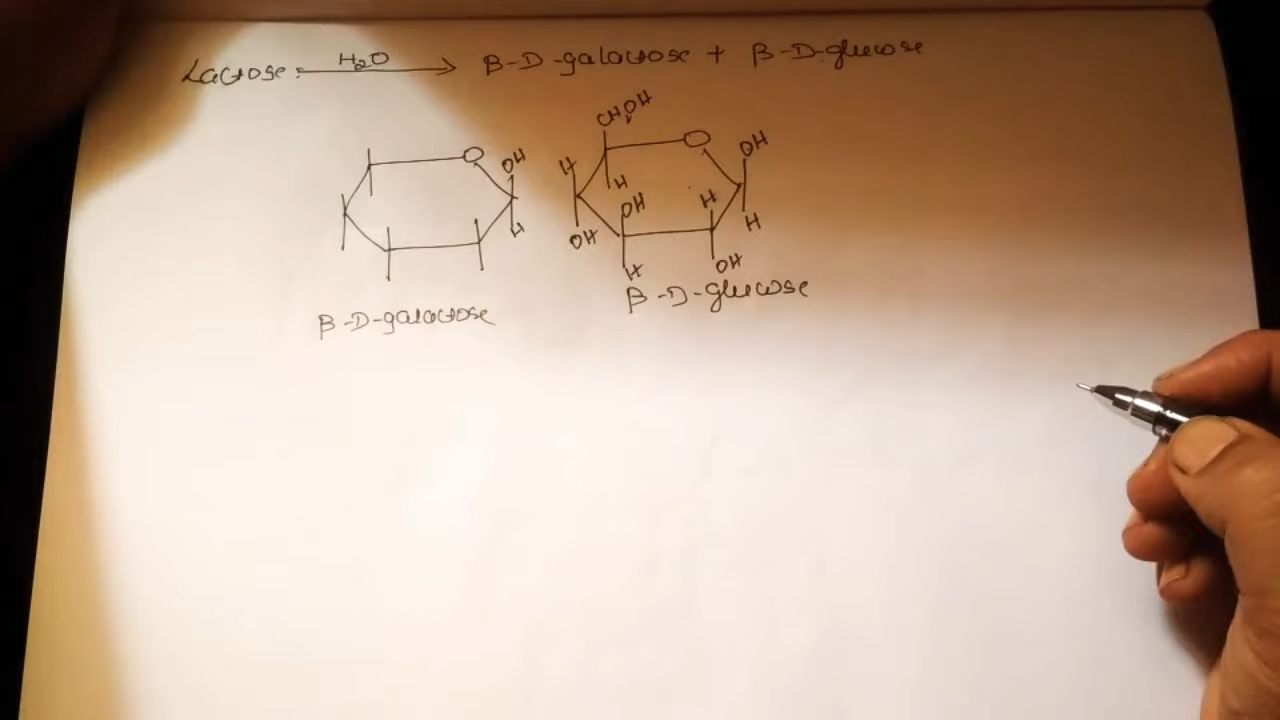 Lactose: H2O → β-D-galactose + β-D-glucose
CH2OH
O OH
O OH
H
H
OH
H
H
OH
OH
H
H
OH
β-D-glucose
β-D-galactose